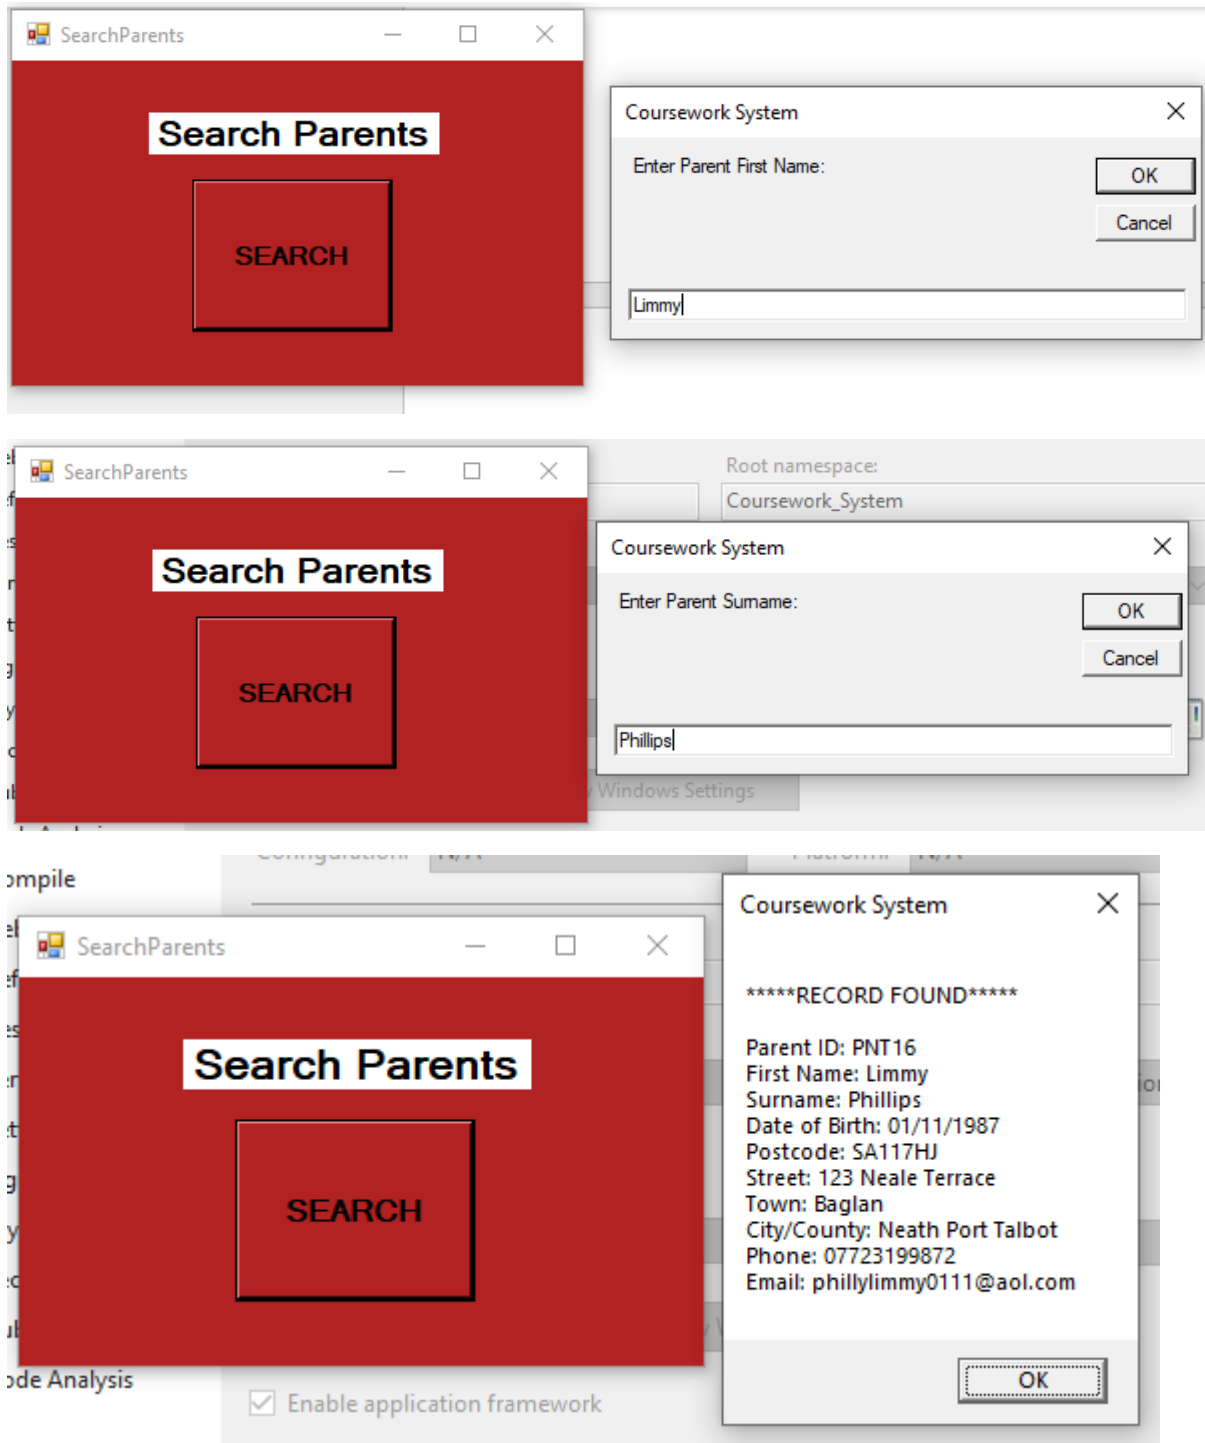 SearchParents
Search Parents
SEARCH
Coursework System
Enter Parent First Name:
OK
Cancel
Limmy
SearchParents
Search Parents
SEARCH
Root namespace:
Coursework_System
Coursework System
Enter Parent Surname:
OK
Cancel
Phillips
Windows Settings
SearchParents
Search Parents
SEARCH
Coursework System
*****RECORD FOUND*****
Parent ID: PNT16
First Name: Limmy
Surname: Phillips
Date of Birth: 01/11/1987
Postcode: SA117HJ
Street: 123 Neale Terrace
Town: Baglan
City/County: Neath Port Talbot
Phone: 07723199872
Email: phillylimmy0111@aol.com
OK
Enable application framework